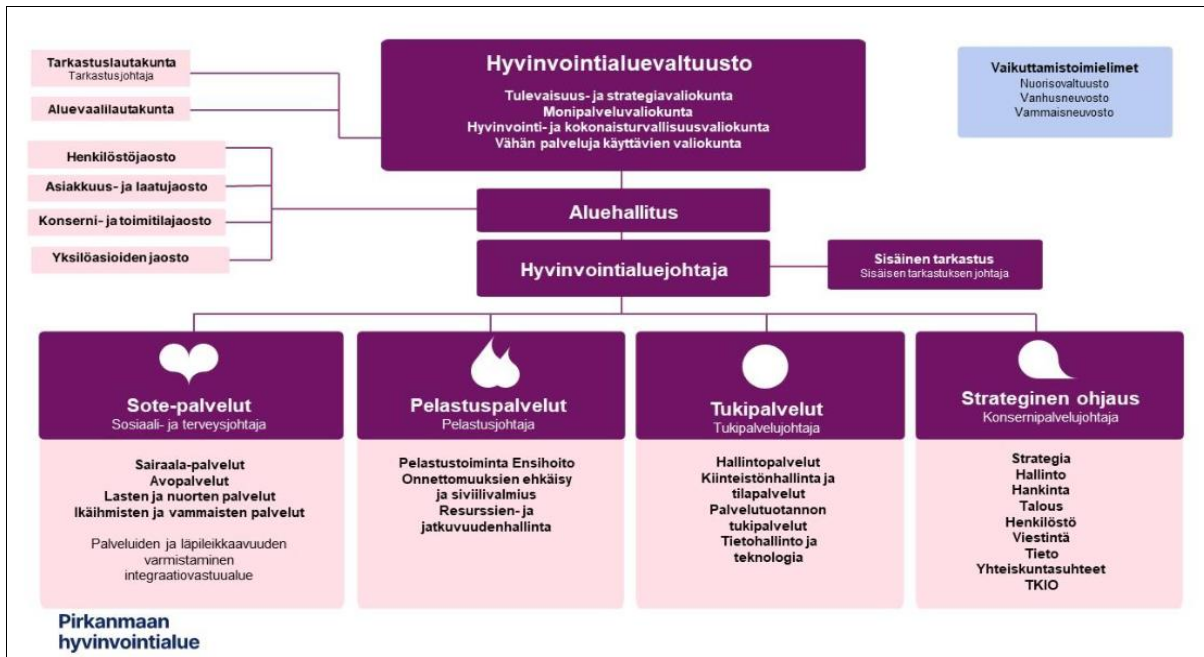 Tarkastuslautakunta
Tarkastusjohtaja
Aluevaalilautakunta
Henkilöstöjaosto
Asiakkuus- ja laatujaosto
Konserni- ja toimitilajaosto
Yksilöasioiden jaosto
Hyvinvointialuevaltuusto
Tulevaisuus- ja strategiavaliokunta
Monipalveluvaliokunta
Hyvinvointi- ja kokonaisturvallisuusvaliokunta
Vähän palveluja käyttävien valiokunta
Vaikuttamistoimielimet
Nuorisovaltuusto
Vanhusneuvosto
Vammaisneuvosto
Aluehallitus
Hyvinvointialuejohtaja
Sisäinen tarkastus
Sisäisen tarkastuksen johtaja
Sote-palvelut
Sosiaali- ja terveysjohtaja
Sairaala-palvelut
Avopalvelut
Lasten ja nuorten palvelut
Ikäihmisten ja vammaisten palvelut
Palveluiden ja läpileikkaavuuden
varmistaminen
integraatiovastuualue
Pelastuspalvelut
Pelastusjohtaja
Pelastustoiminta Ensihoito
Onnettomuuksien ehkäisy
ja siviilivalmius
Resurssien- ja
jatkuvuudenhallinta
Tukipalvelut
Tukipalvelujohtaja
Hallintopalvelut
Kiinteistönhallinta ja
tilapalvelut
Palvelutuotannon
tukipalvelut
Tietohallinto ja
teknologia
Strateginen ohjaus
Konsernipalvelujohtaja
Strategia
Hallinto
Hankinta
Talous
Henkilöstö
Viestintä
Tieto
Yhteiskuntasuhteet
TKIO
Pirkanmaan
hyvinvointialue